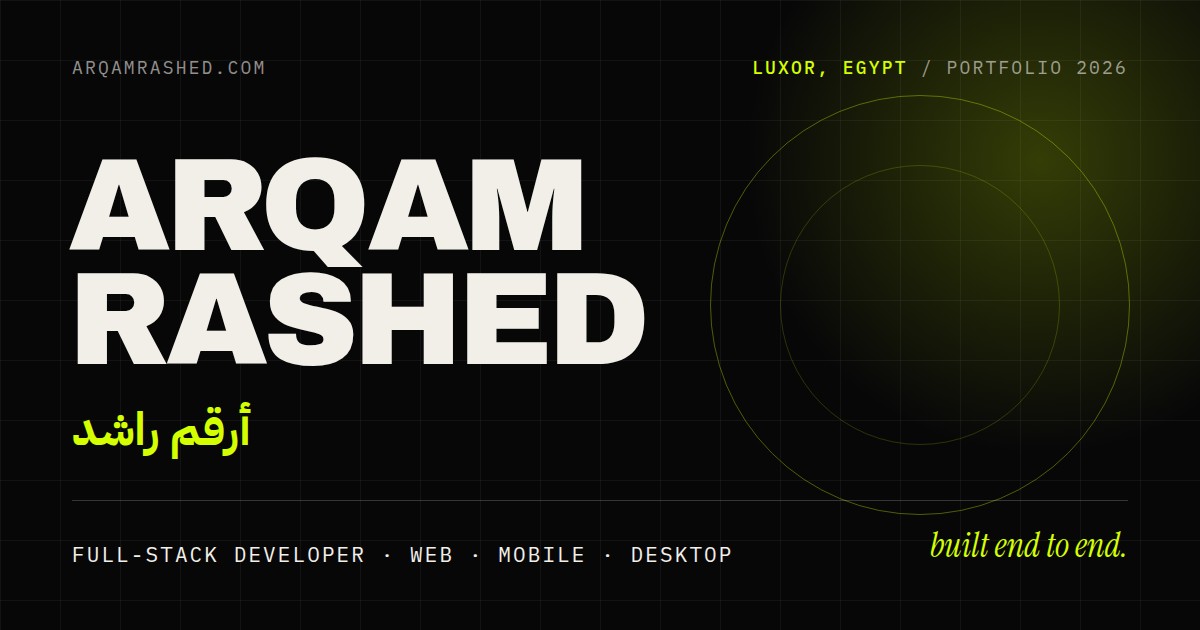 ARQAMRASHED.COM
LUXOR, EGYPT / PORTFOLIO 2026
ARQAM
RASHED
أرقم راشد
FULL-STACK DEVELOPER · WEB · MOBILE · DESKTOP
built end to end.